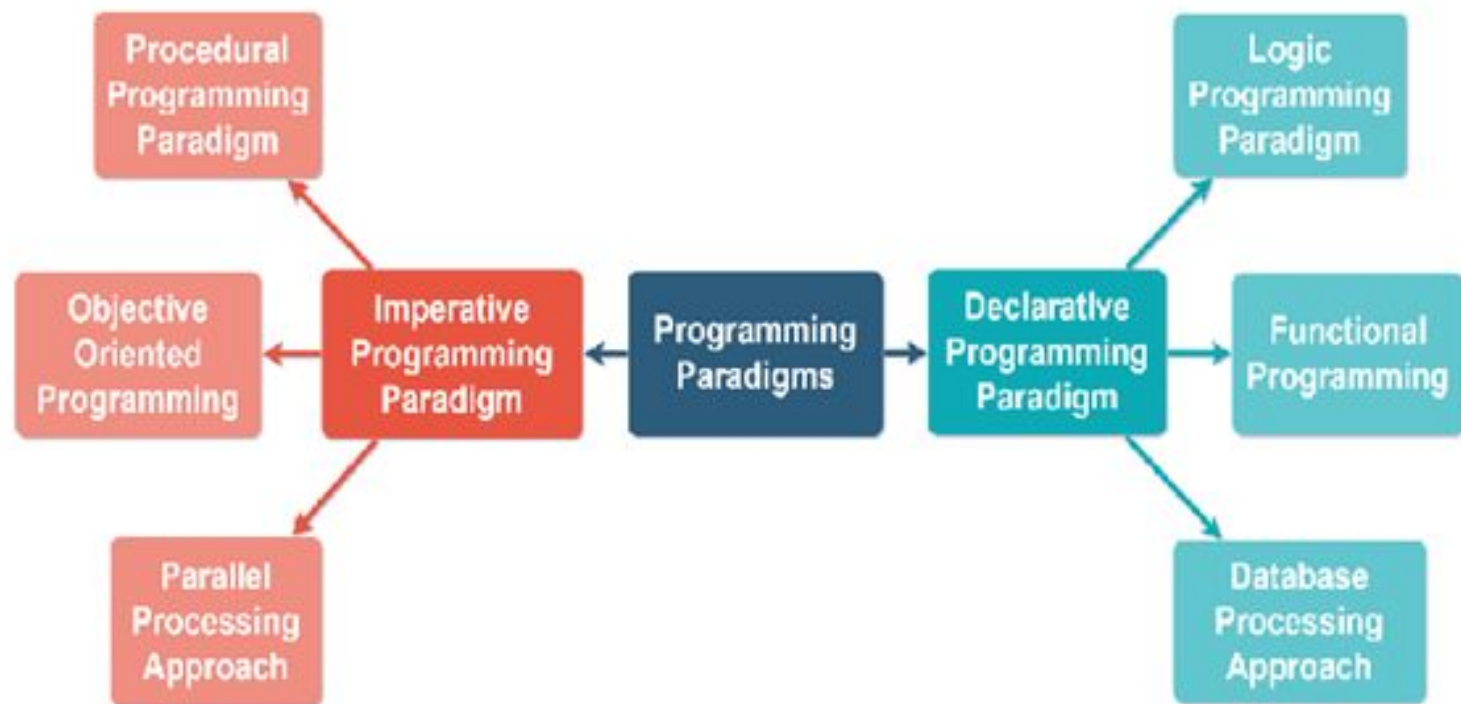 Procedural
Programming
Paradigm
Logic
Programming
Paradigm
Objective
Oriented
Programming
Imperative
Programming
Paradigm
Programming
Paradigms
Declarative
Programming
Paradigm
Functional
Programming
Parallel
Processing
Approach
Database
Processing
Approach